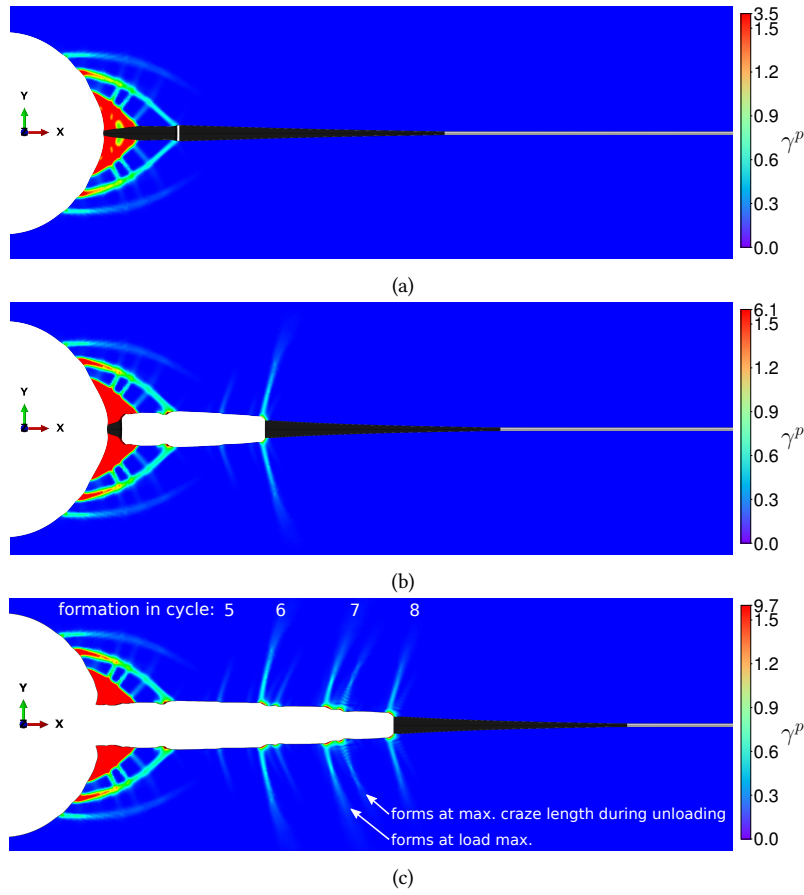 3.5
1.5
1.2
0.9
0.6
0.3
0.0
γᵖ
Y
X
(a)
6.1
1.5
1.2
0.9
0.6
0.3
0.0
γᵖ
Y
X
(b)
formation in cycle: 5 6 7 8
9.7
1.5
1.2
0.9
0.6
0.3
0.0
γᵖ
Y
X
forms at max. craze length during unloading
forms at load max.
(c)